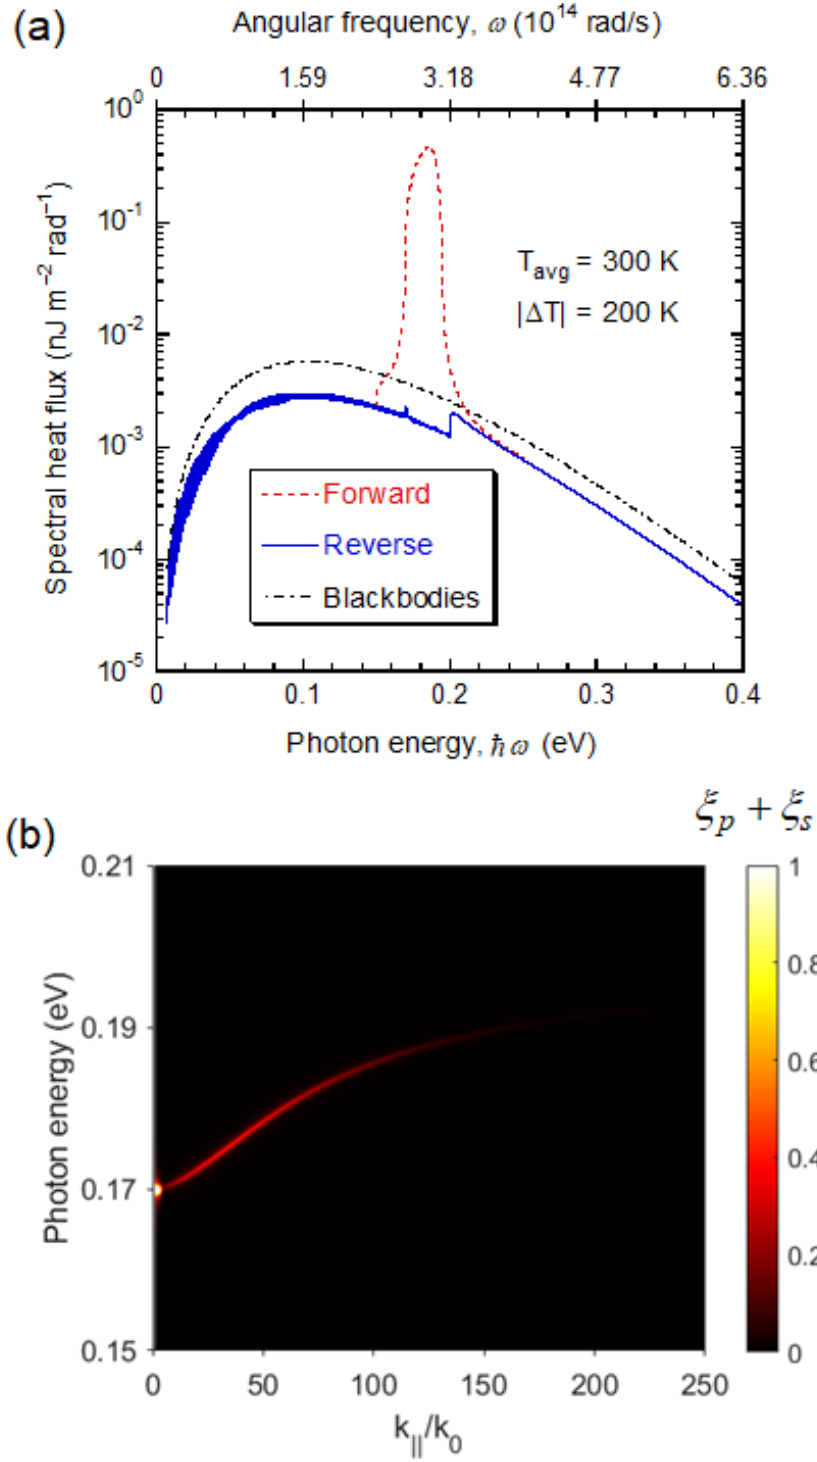 (a)
Angular frequency, ω (10¹⁴ rad/s)
0 1.59 3.18 4.77 6.36
Spectral heat flux (nJ m⁻² rad⁻¹)
10⁰
10⁻¹
10⁻²
10⁻³
10⁻⁴
10⁻⁵
T_avg = 300 K
|ΔT| = 200 K
Forward
Reverse
Blackbodies
0 0.1 0.2 0.3 0.4
Photon energy, ħω (eV)
(b)
ξ_p + ξ_s
Photon energy (eV)
0.21
0.19
0.17
0.15
0 50 100 150 200 250
k_||/k_0
1
0.8
0.6
0.4
0.2
0